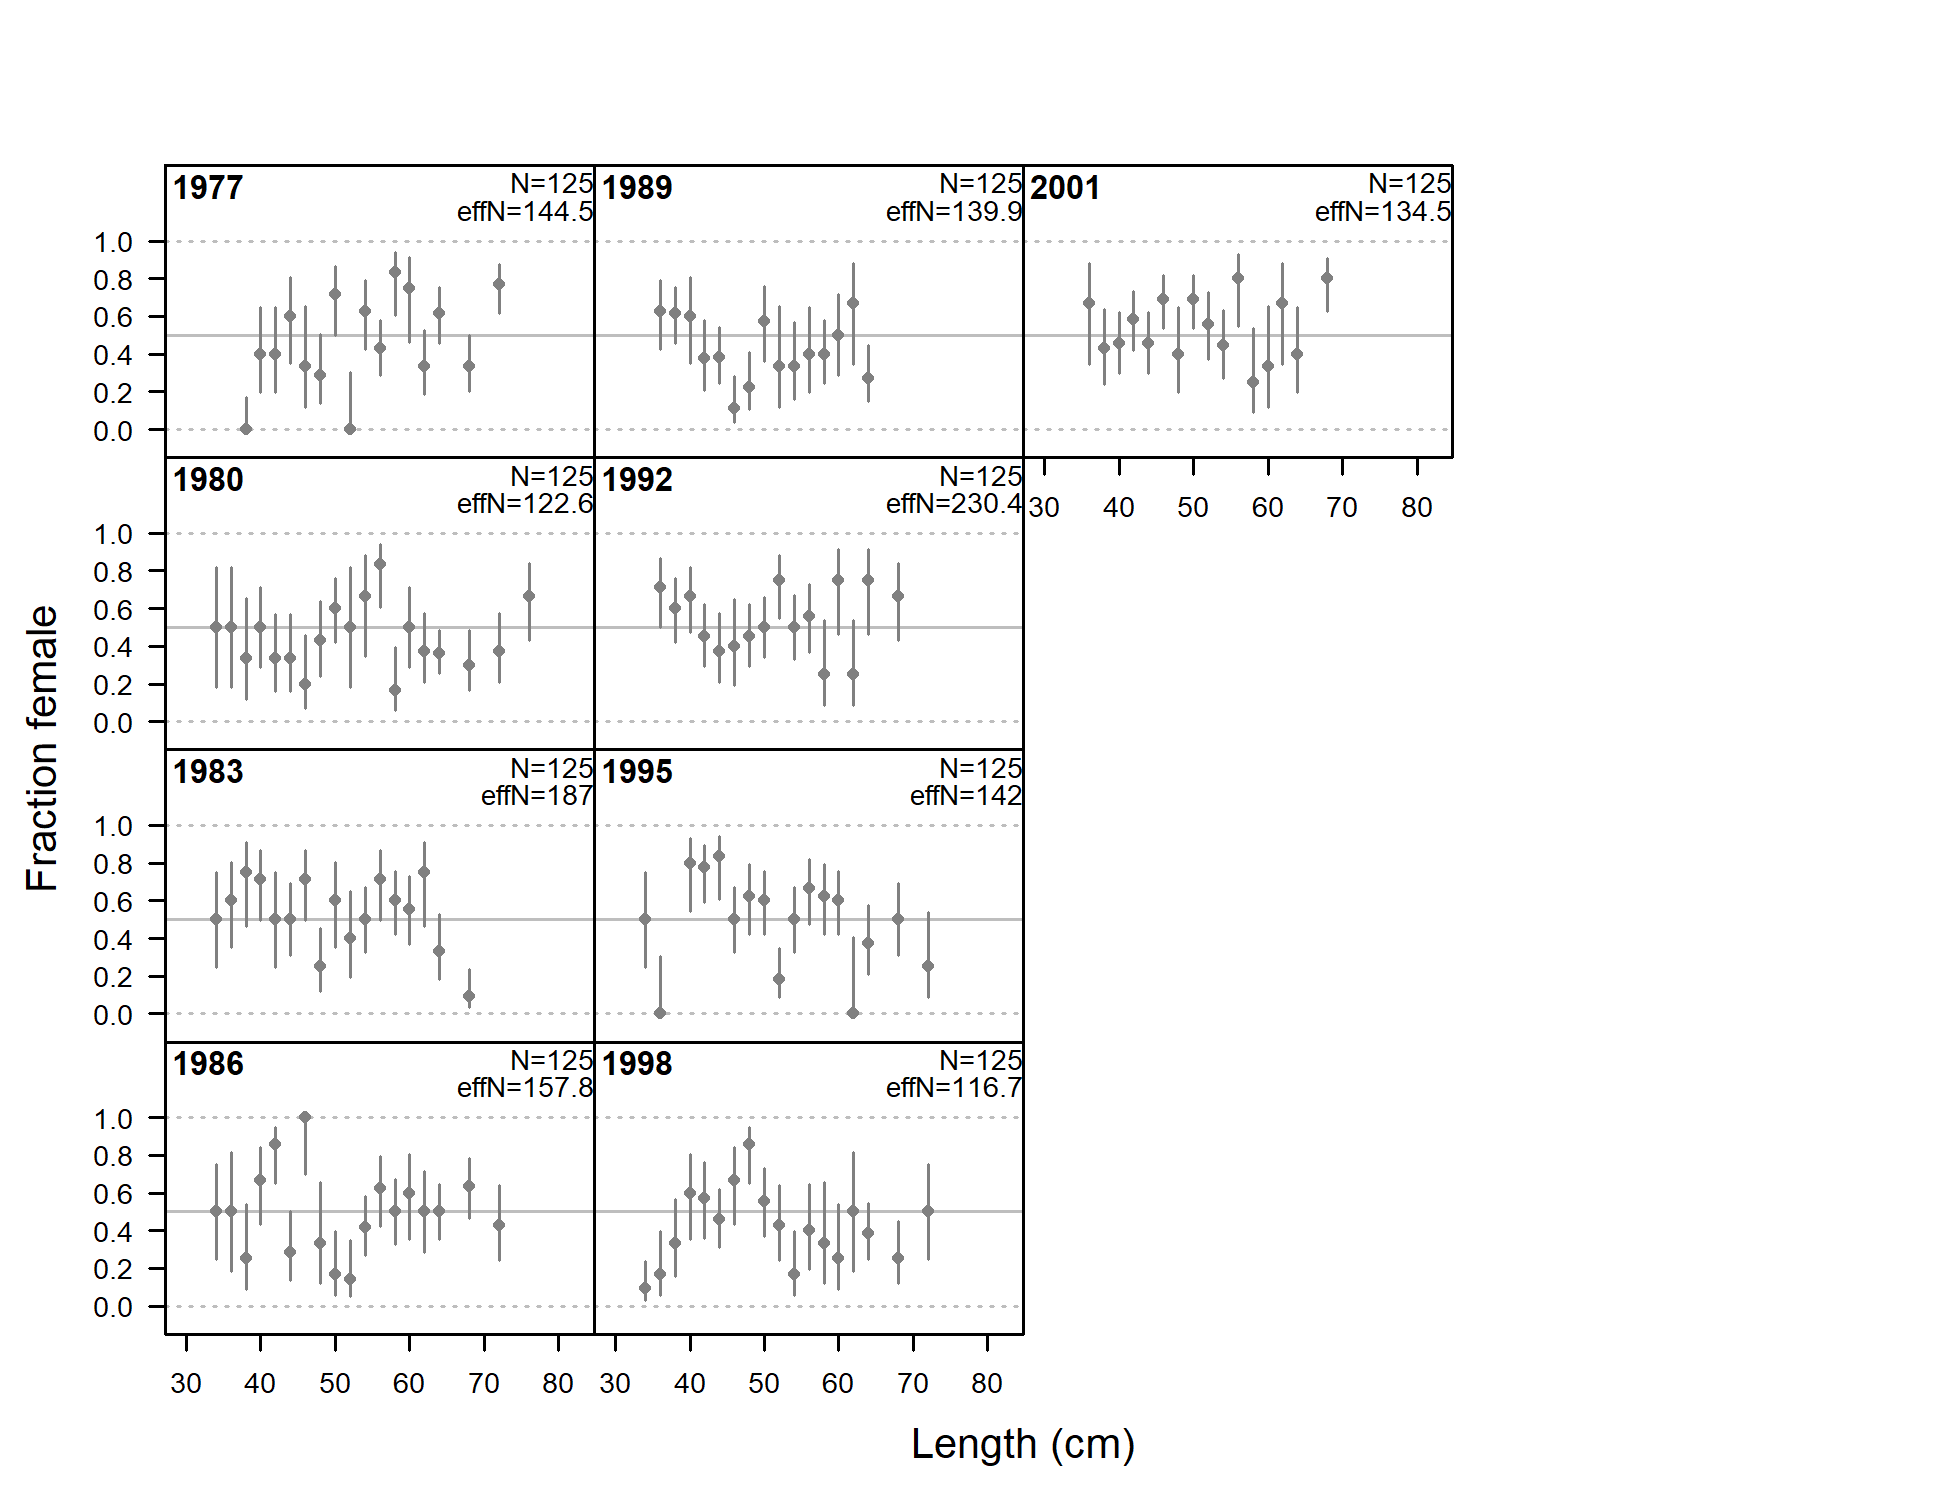 1977
N=125
effN=144.5
1989
N=125
effN=139.9
2001
N=125
effN=134.5
1.0
0.8
0.6
0.4
0.2
0.0
1980
N=125
effN=122.6
1992
N=125
effN=230.4
30 40 50 60 70 80
1.0
0.8
0.6
0.4
0.2
0.0
1983
N=125
effN=187
1995
N=125
effN=142
1.0
0.8
0.6
0.4
0.2
0.0
1986
N=125
effN=157.8
1998
N=125
effN=116.7
1.0
0.8
0.6
0.4
0.2
0.0
30 40 50 60 70 80
30 40 50 60 70 80
Fraction female
Length (cm)